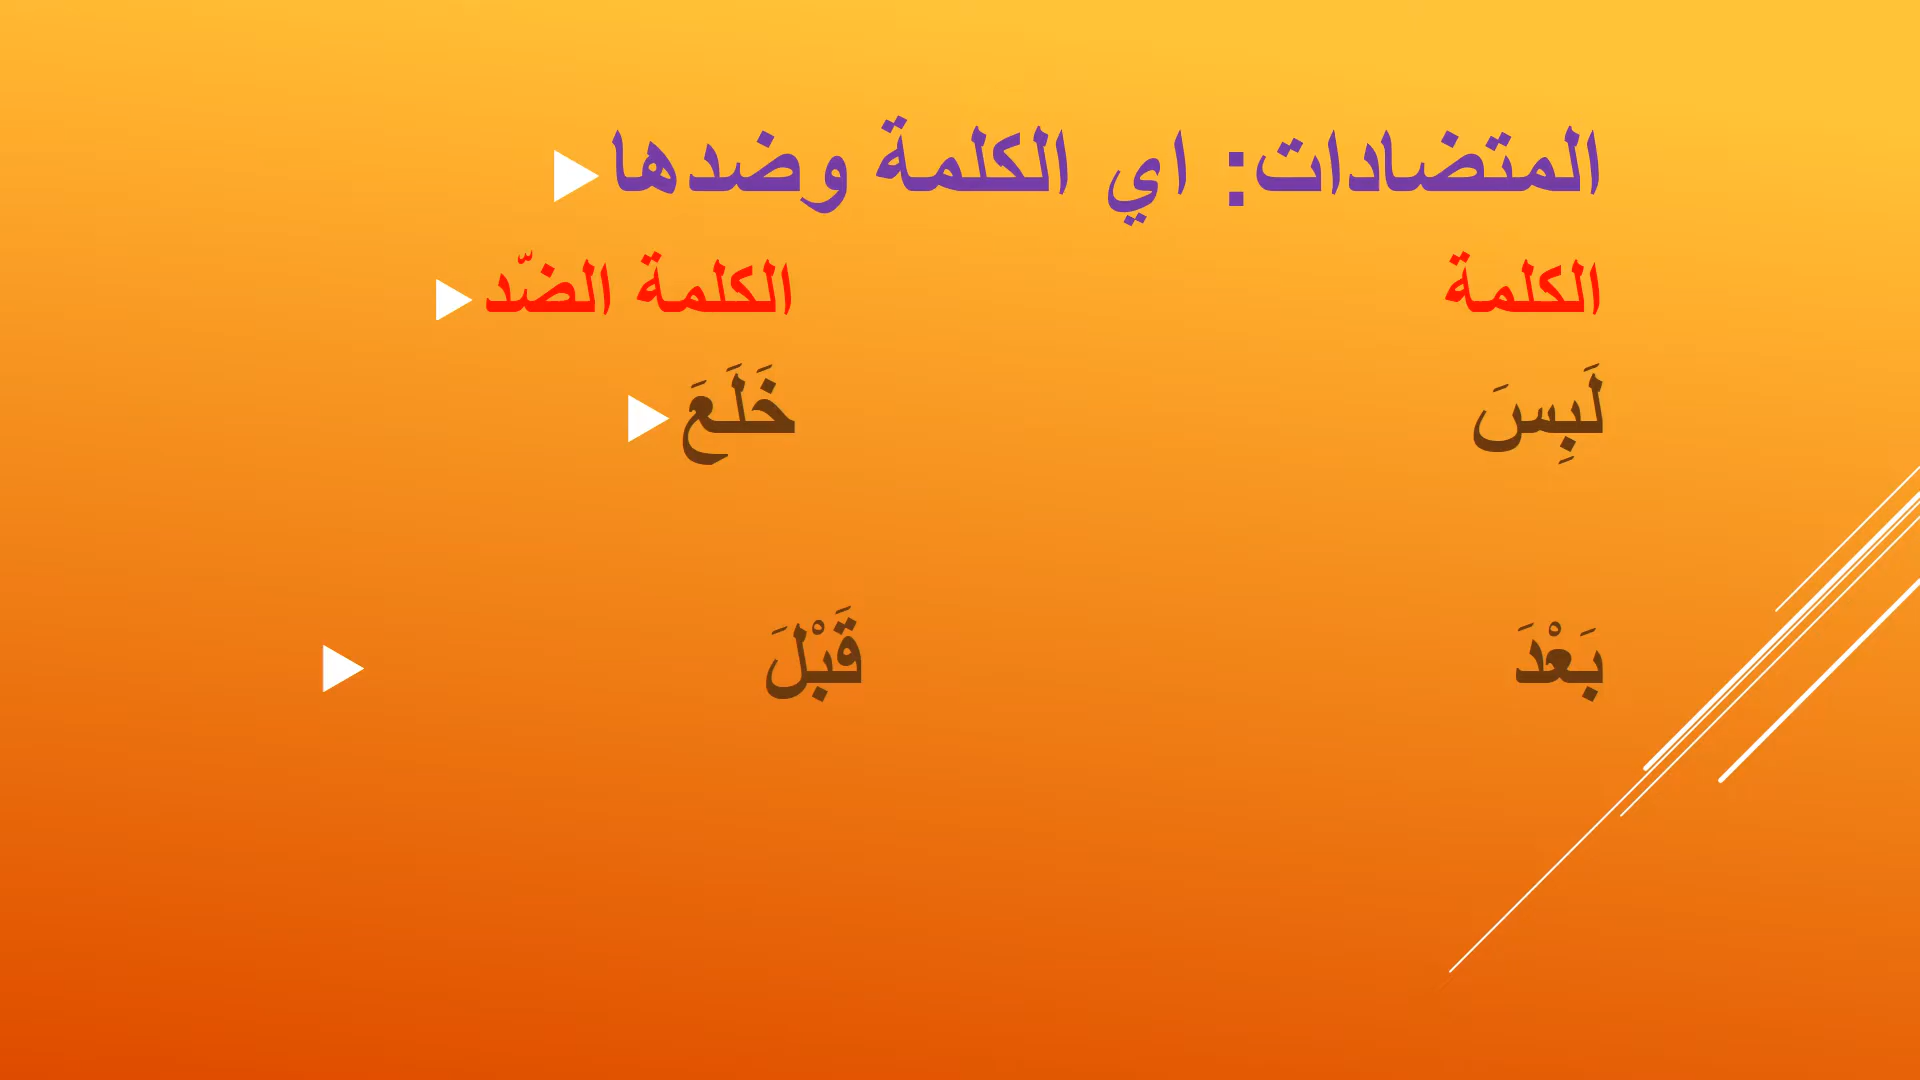 المتضادات: اي الكلمة وضدها
الكلمة الكلمة الضّد
لَبِسَ خَلَعَ
بَعْدَ قَبْلَ